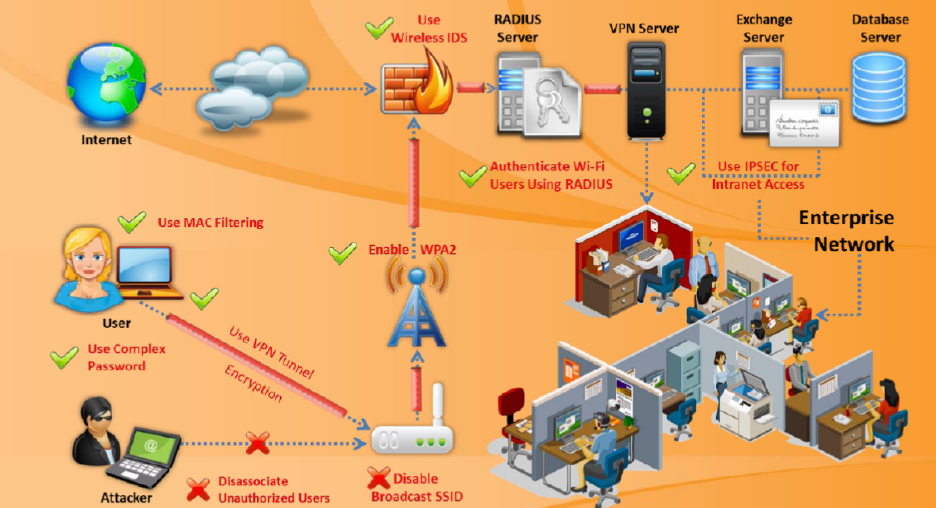 Use
Wireless IDS
RADIUS
Server
VPN Server
Exchange
Server
Database
Server
Internet
Authenticate Wi-Fi
Users Using RADIUS
Use IPSEC for
Intranet Access
Use MAC Filtering
Enterprise
Network
Enable WPA2
User
Use VPN Tunnel
Encryption
Use Complex
Password
@
Attacker
Disassociate
Unauthorized Users
Disable
Broadcast SSID